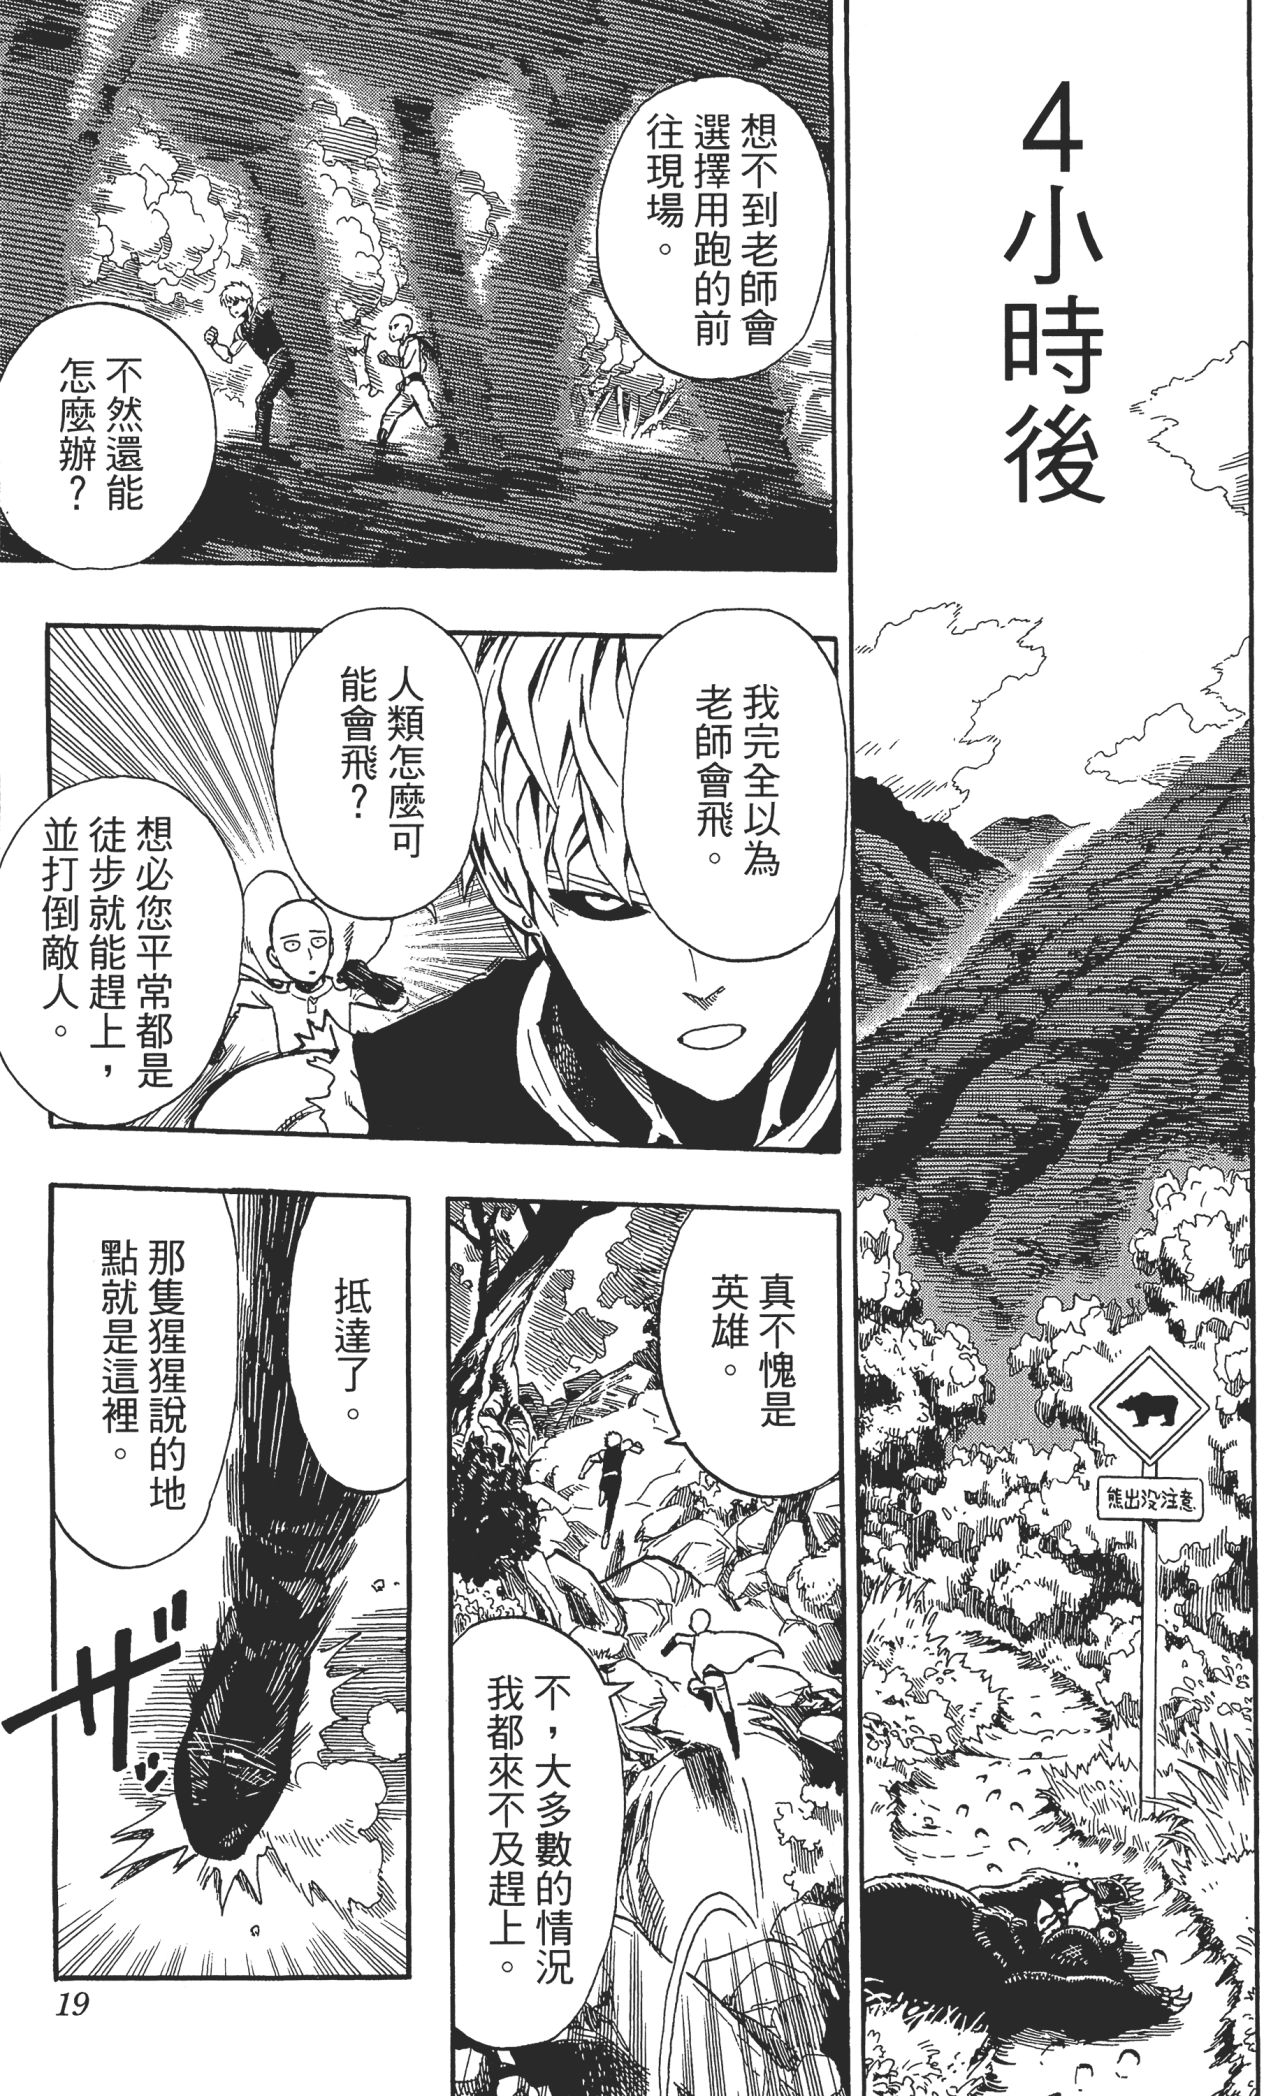 4小時後
熊出没注意
想不到老師會
選擇用跑的前
往現場。
不然還能
怎麼辦？
我完全以為
老師會飛。
人類怎麼可
能會飛？
想必您平常都是
徒步就能趕上，
並打倒敵人。
真不愧是
英雄。
不，大多數的情況
我都來不及趕上。
抵達了。
那隻猩猩說的地
點就是這裡。
ザッ
19